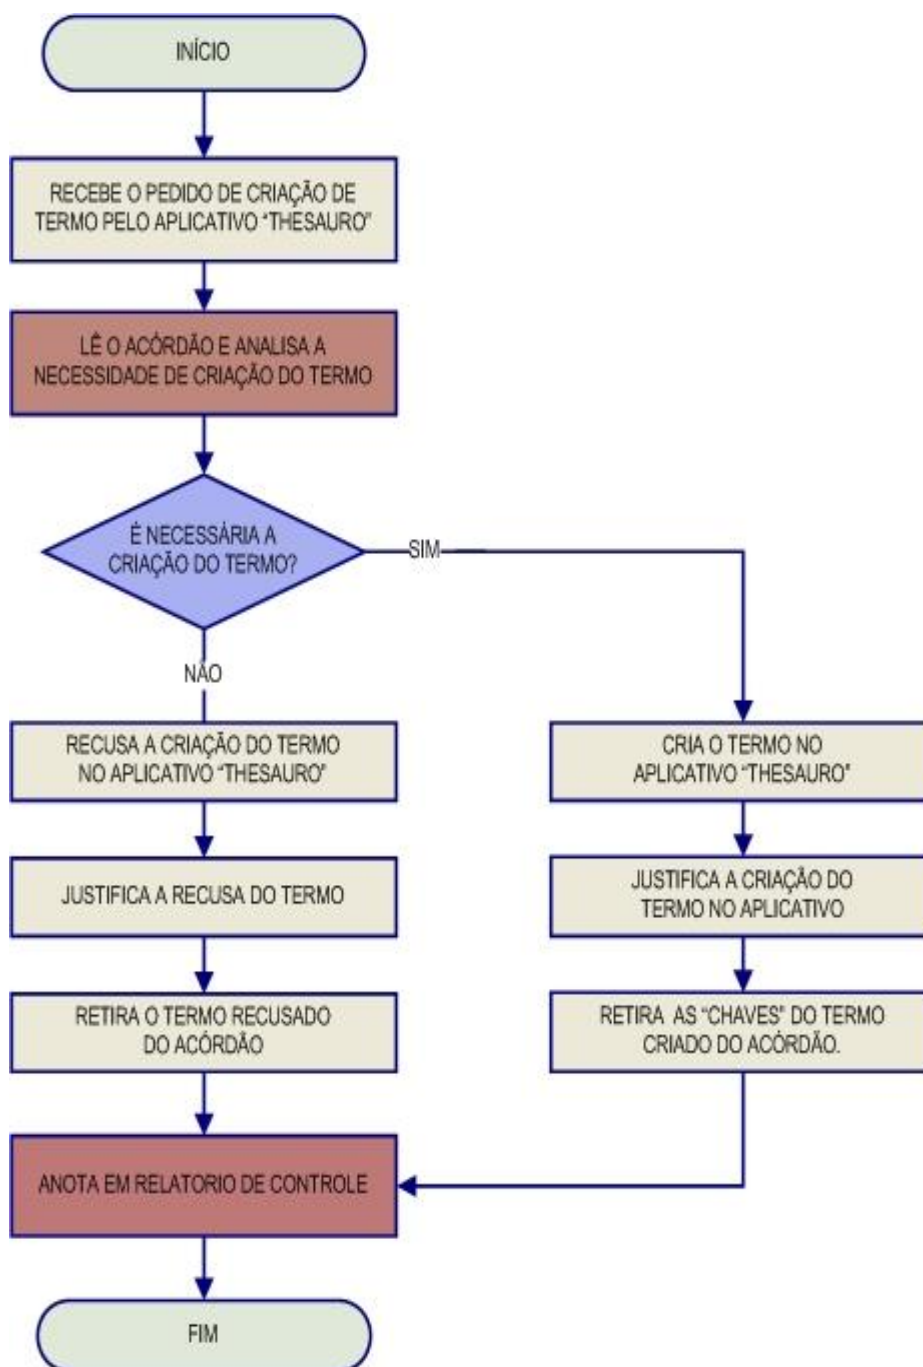 INÍCIO
RECEBE O PEDIDO DE CRIAÇÃO DE
TERMO PELO APLICATIVO “THESAURO”
LÊ O ACÓRDÃO E ANALISA A
NECESSIDADE DE CRIAÇÃO DO TERMO
É NECESSÁRIA A
CRIAÇÃO DO TERMO?
SIM
NÃO
RECUSA A CRIAÇÃO DO TERMO
NO APLICATIVO “THESAURO”
JUSTIFICA A RECUSA DO TERMO
RETIRA O TERMO RECUSADO
DO ACÓRDÃO
CRIA O TERMO NO
APLICATIVO “THESAURO”
JUSTIFICA A CRIAÇÃO DO
TERMO NO APLICATIVO
RETIRA AS “CHAVES” DO TERMO
CRIADO DO ACÓRDÃO.
ANOTA EM RELATORIO DE CONTROLE
FIM